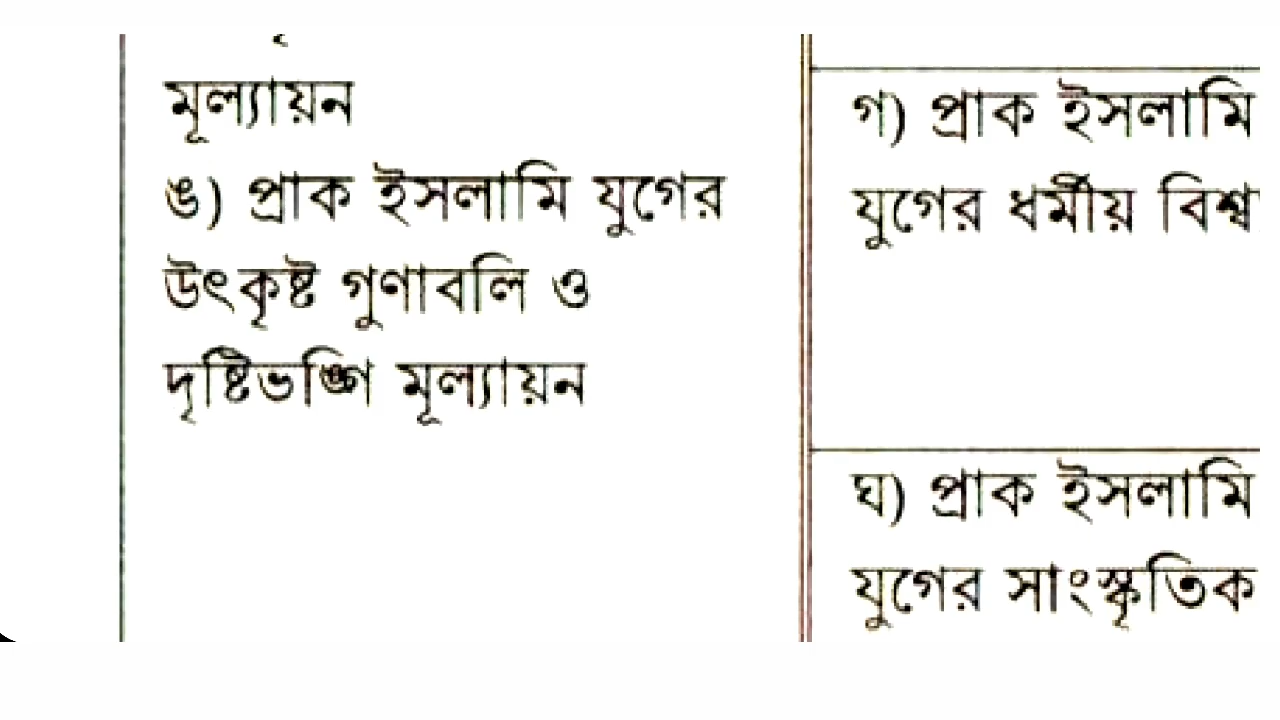 মূল্যায়ন
ঙ) প্রাক ইসলামি যুগের
উৎকৃষ্ট গুণাবলি ও
দৃষ্টিভঙ্গি মূল্যায়ন
গ) প্রাক ইসলামি
যুগের ধর্মীয়
ঘ) প্রাক ইসলামি
যুগের সাংস্কৃতিক